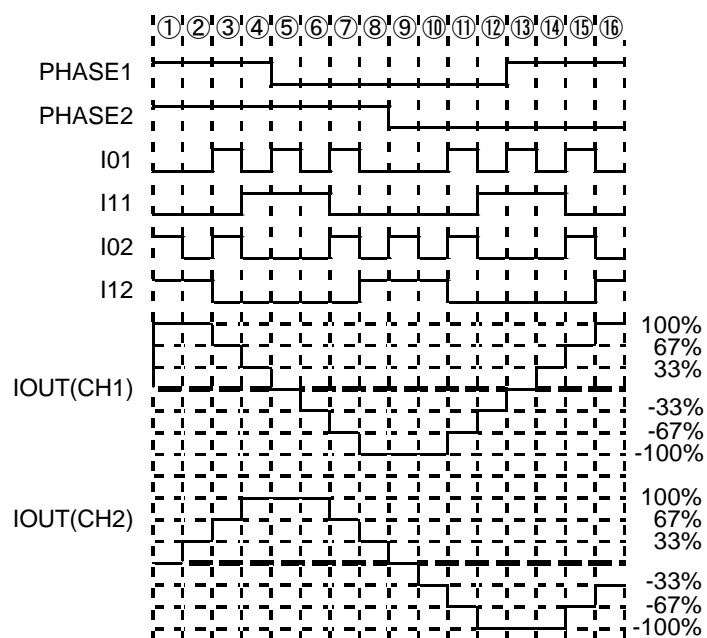 ①②③④⑤⑥⑦⑧⑨⑩⑪⑫⑬⑭⑮⑯
PHASE1
PHASE2
I01
I11
I02
I12
IOUT(CH1)
100%
67%
33%
-33%
-67%
-100%
IOUT(CH2)
100%
67%
33%
-33%
-67%
-100%